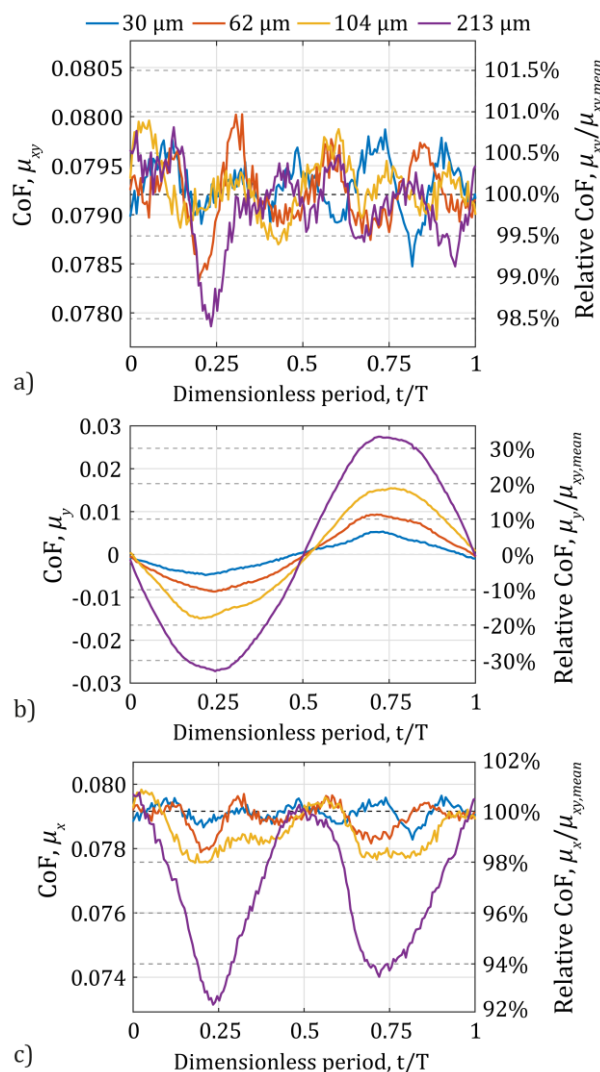 30 µm 62 µm 104 µm 213 µm
0.0805
0.0800
0.0795
0.0790
0.0785
0.0780
CoF, μxy
101.5%
101.0%
100.5%
100.0%
99.5%
99.0%
98.5%
Relative CoF, μxy/μxy,mean
0 0.25 0.5 0.75 1
a)
Dimensionless period, t/T
0.03
0.02
0.01
0
-0.01
-0.02
-0.03
CoF, μy
30%
20%
10%
0%
-10%
-20%
-30%
Relative CoF, μy/μxy,mean
0 0.25 0.5 0.75 1
b)
Dimensionless period, t/T
0.080
0.078
0.076
0.074
CoF, μx
102%
100%
98%
96%
94%
92%
Relative CoF, μx/μxy,mean
0 0.25 0.5 0.75 1
c)
Dimensionless period, t/T